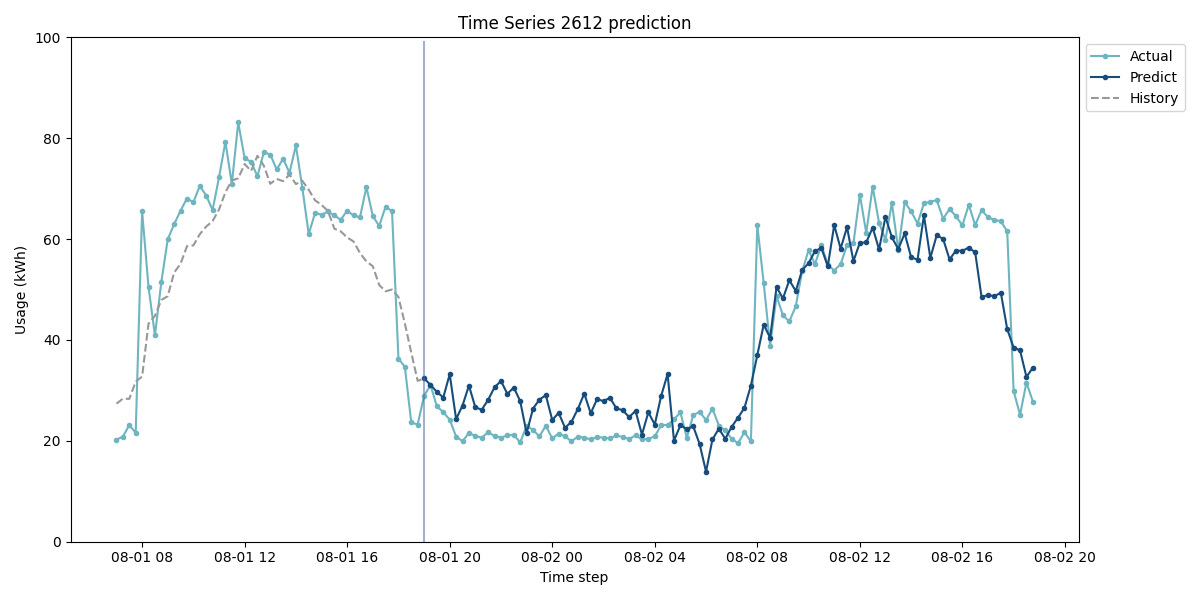 Time Series 2612 prediction
Usage (kWh)
100
80
60
40
20
0
08-01 08
08-01 12
08-01 16
08-01 20
08-02 00
08-02 04
08-02 08
08-02 12
08-02 16
08-02 20
Time step
Actual
Predict
History